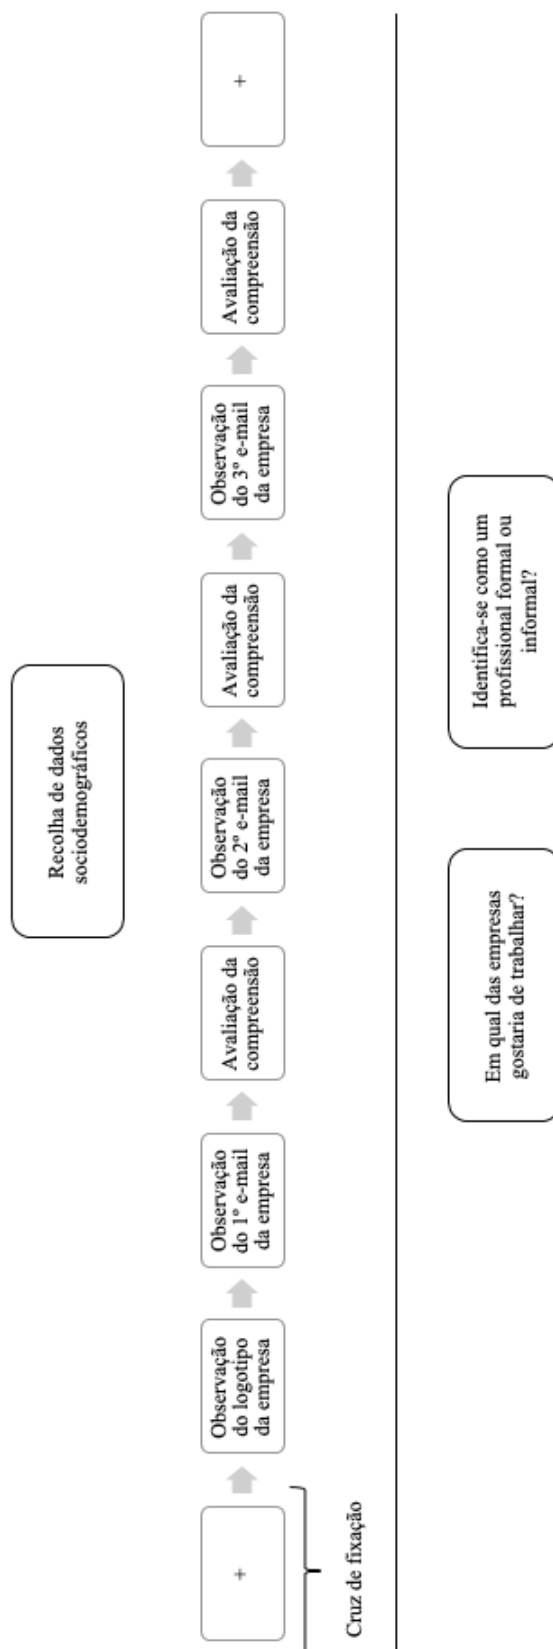 Recolha de dados
sociodemográficos
+
Observação
do logotipo
da empresa
Observação
do 1º e-mail
da empresa
Avaliação da
compreensão
Observação
do 2º e-mail
da empresa
Avaliação da
compreensão
Observação
do 3º e-mail
da empresa
Avaliação da
compreensão
+
Cruz de fixação
Em qual das empresas
gostaria de trabalhar?
Identifica-se como um
profissional formal ou
informal?